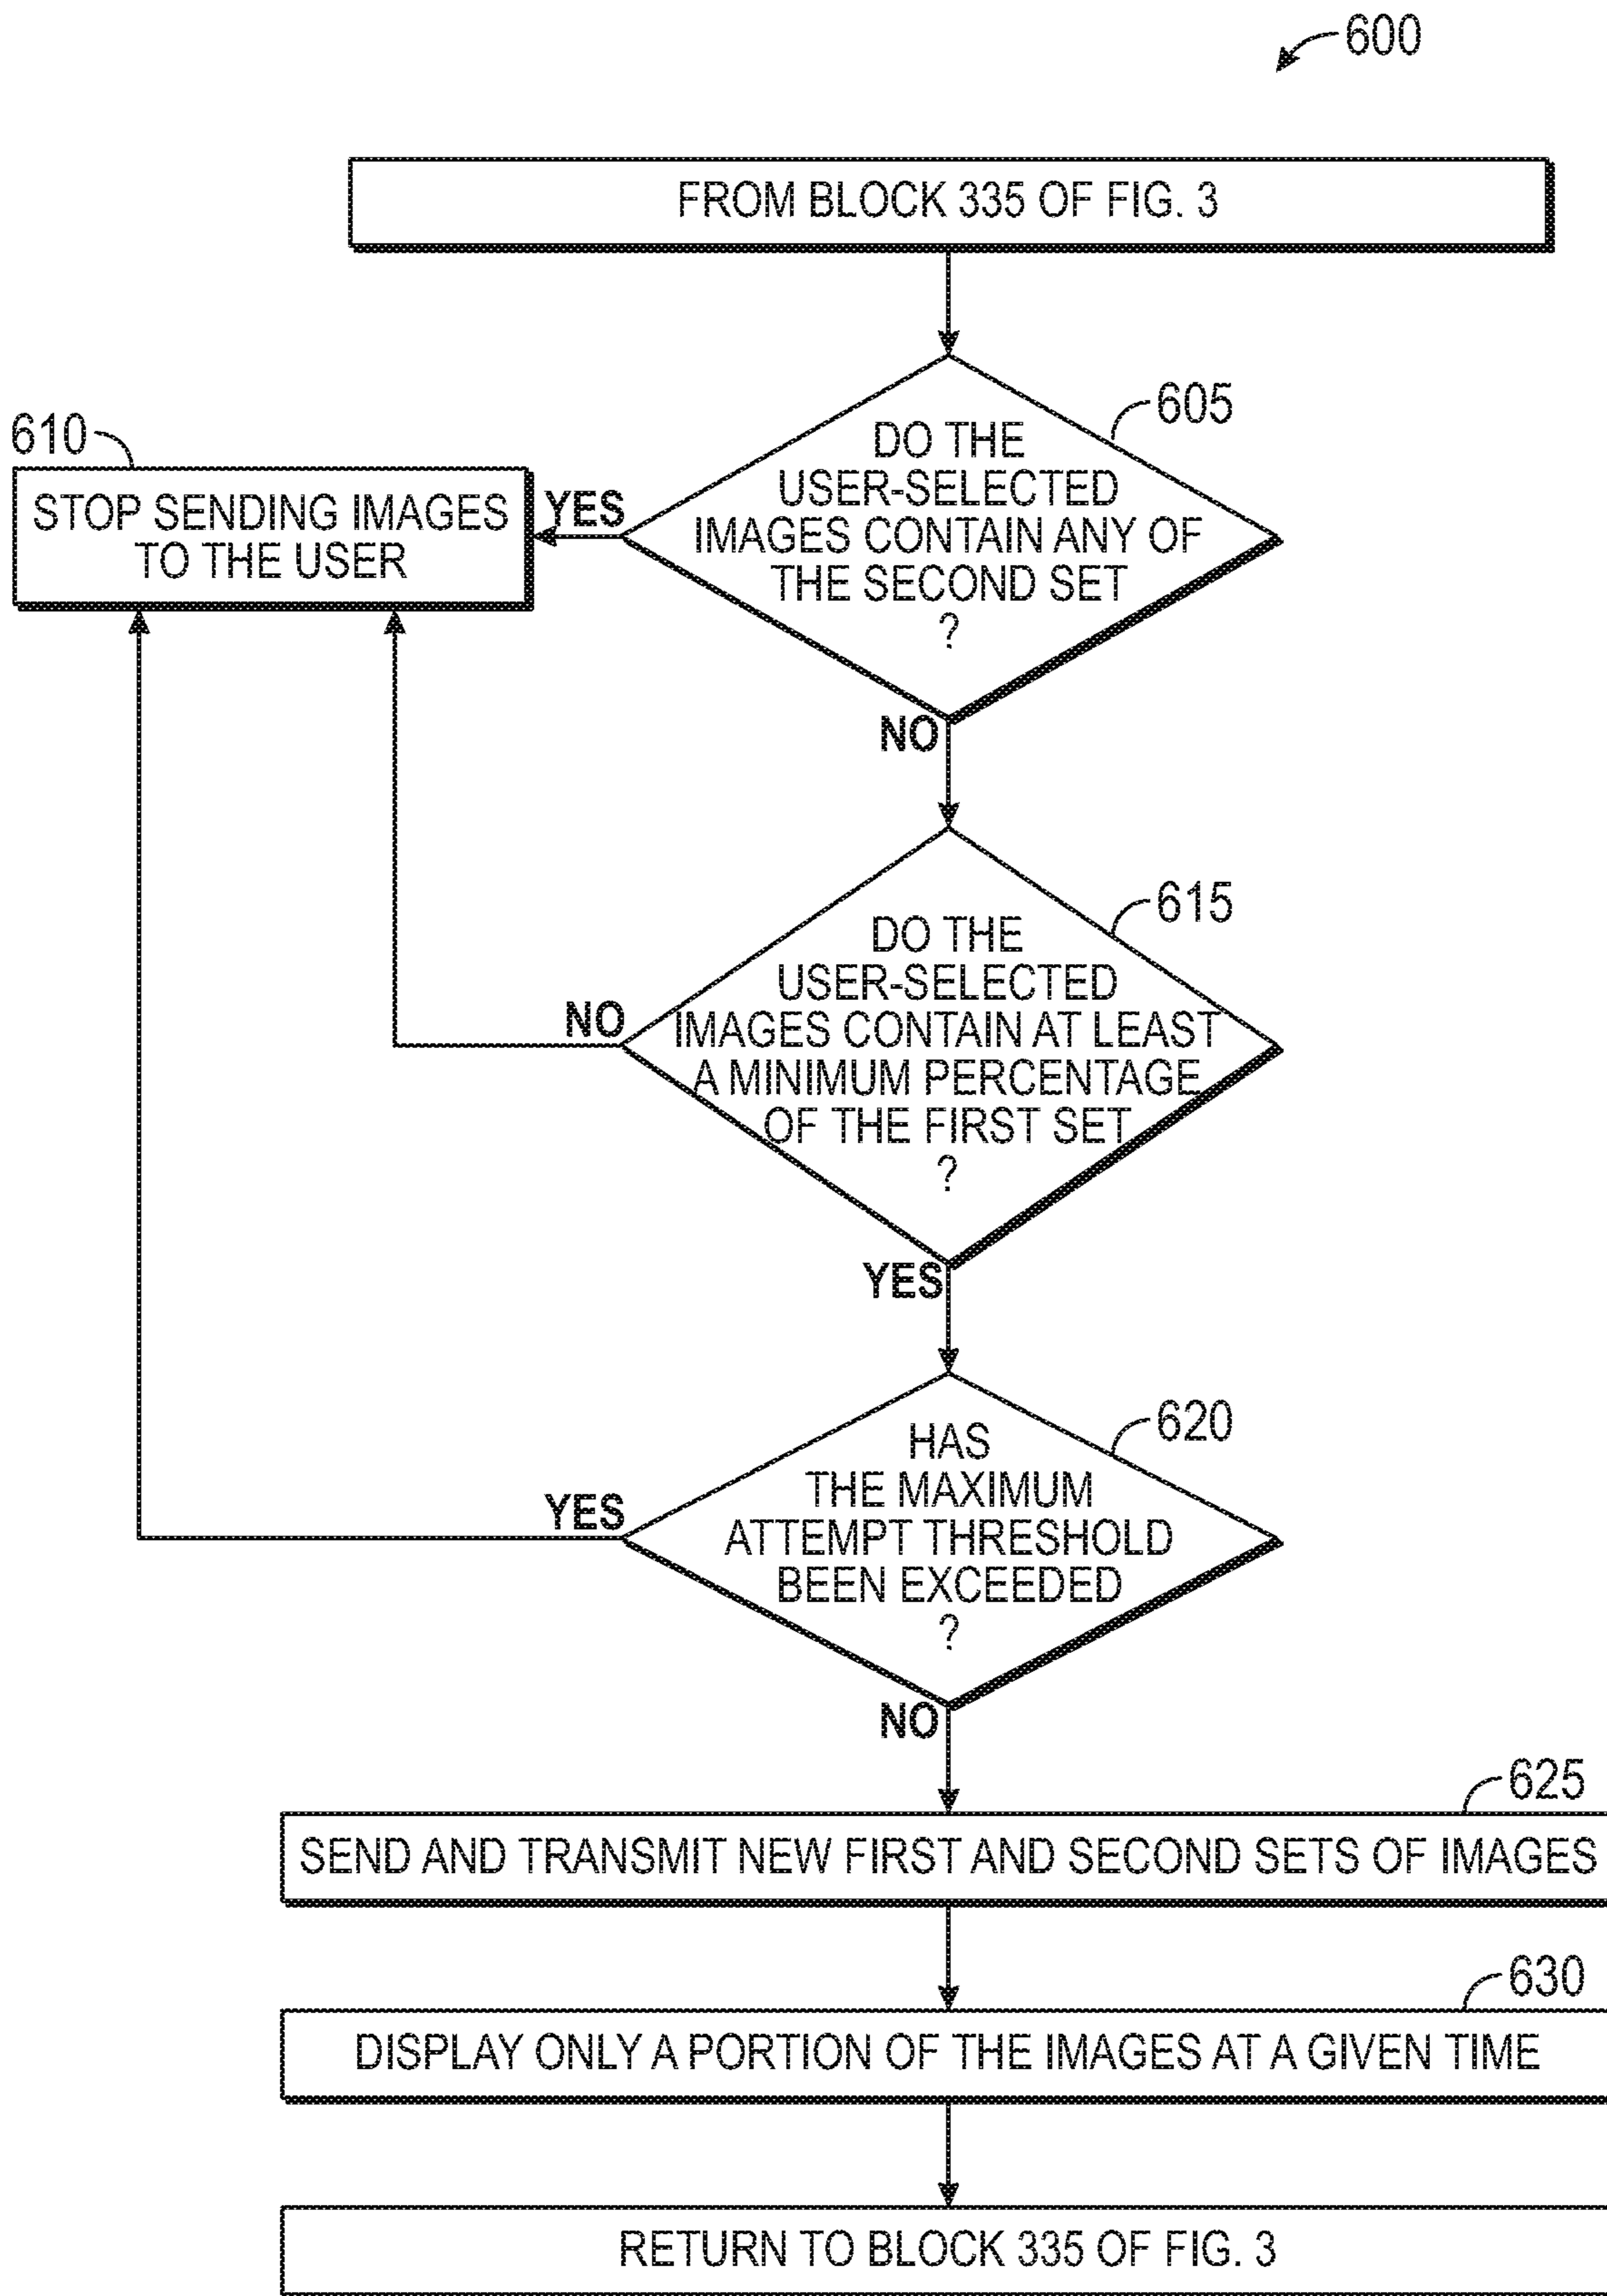 600
FROM BLOCK 335 OF FIG. 3
605
DO THE
USER-SELECTED
IMAGES CONTAIN ANY OF
THE SECOND SET
?
610
STOP SENDING IMAGES
TO THE USER
YES
NO
615
DO THE
USER-SELECTED
IMAGES CONTAIN AT LEAST
A MINIMUM PERCENTAGE
OF THE FIRST SET
?
NO
YES
620
HAS
THE MAXIMUM
ATTEMPT THRESHOLD
BEEN EXCEEDED
?
YES
NO
625
SEND AND TRANSMIT NEW FIRST AND SECOND SETS OF IMAGES
630
DISPLAY ONLY A PORTION OF THE IMAGES AT A GIVEN TIME
RETURN TO BLOCK 335 OF FIG. 3